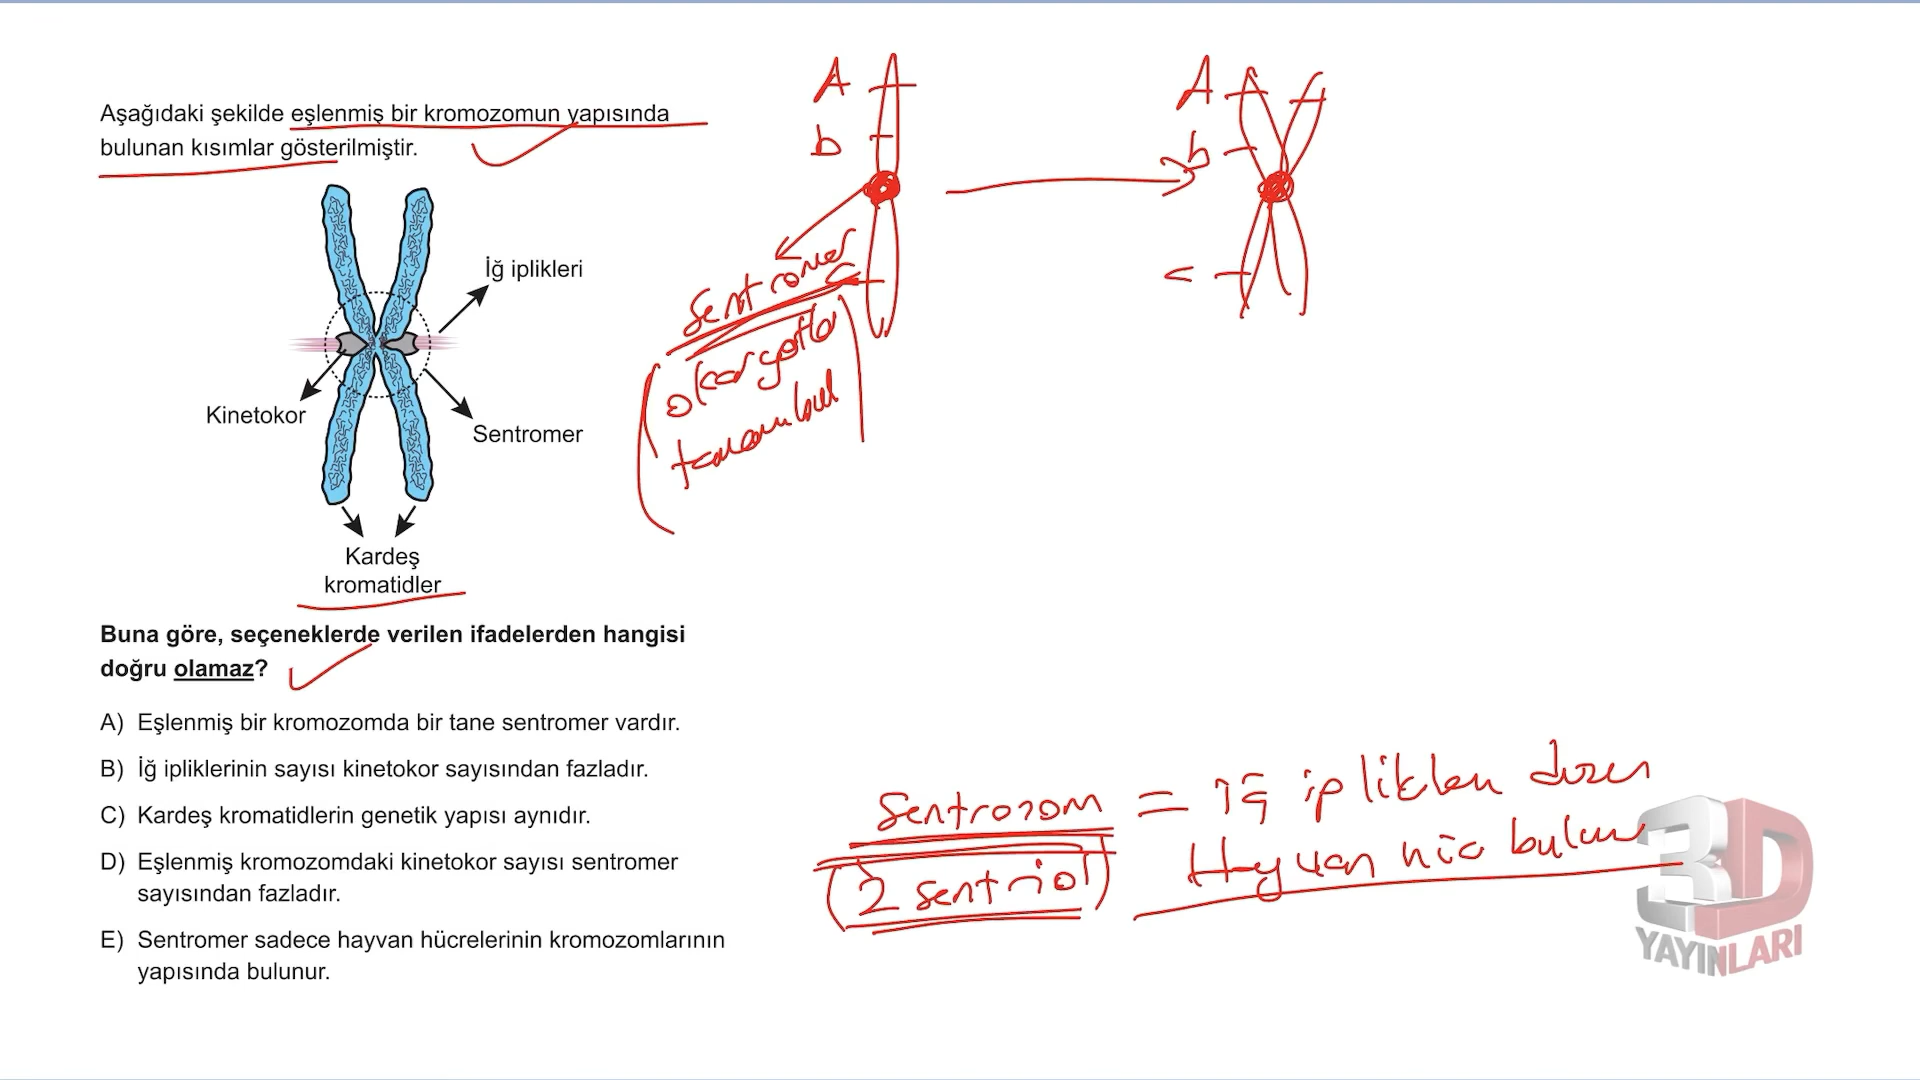 Aşağıdaki şekilde eşlenmiş bir kromozomun yapısında
bulunan kısımlar gösterilmiştir.
İğ iplikleri
Kinetokor
Sentromer
Kardeş
kromatidler
Buna göre, seçeneklerde verilen ifadelerden hangisi
doğru olamaz?
A) Eşlenmiş bir kromozomda bir tane sentromer vardır.
B) İğ ipliklerinin sayısı kinetokor sayısından fazladır.
C) Kardeş kromatidlerin genetik yapısı aynıdır.
D) Eşlenmiş kromozomdaki kinetokor sayısı sentromer
sayısından fazladır.
E) Sentromer sadece hayvan hücrelerinin kromozomlarının
yapısında bulunur.
A
b
c
sentromer
A
b
c
Sentrozom = iğ iplikleri
(2 sentriol)
Hayvan
3D
YAYINLARI